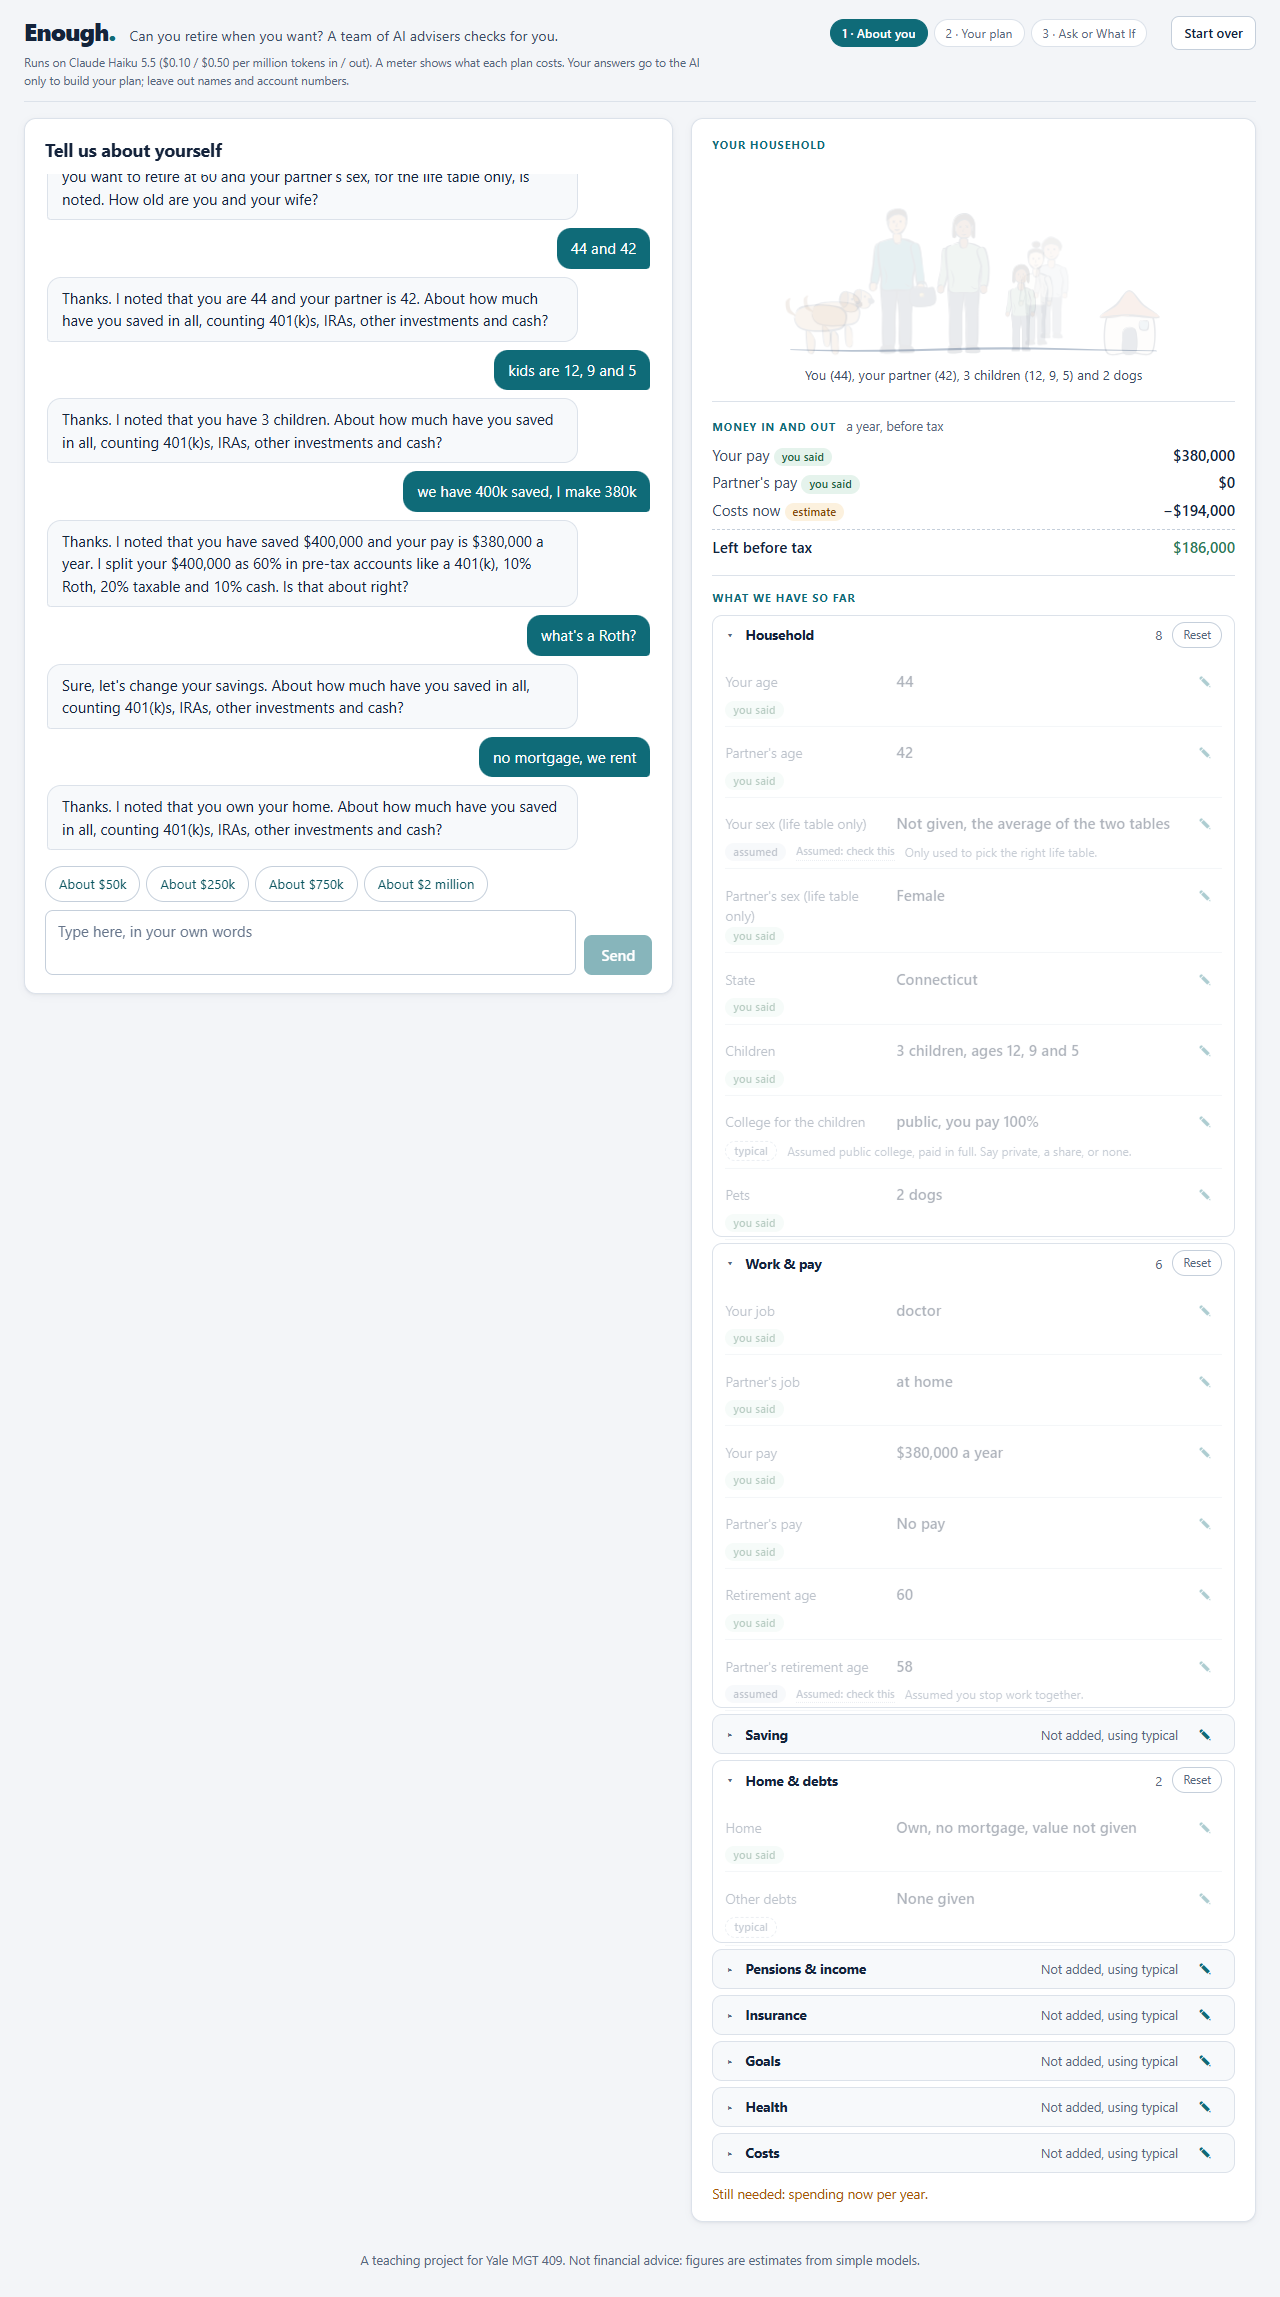 Enough. Can you retire when you want? A team of AI advisers checks for you.
1 · About you
2 · Your plan
3 · Ask or What If
Start over
Runs on Claude Haiku 5.5 ($0.10 / $0.50 per million tokens in / out). A meter shows what each plan costs. Your answers go to the AI
only to build your plan; leave out names and account numbers.
Tell us about yourself
you want to retire at 60 and your partner's sex, for the life table only, is
noted. How old are you and your wife?
44 and 42
Thanks. I noted that you are 44 and your partner is 42. About how much
have you saved in all, counting 401(k)s, IRAs, other investments and cash?
kids are 12, 9 and 5
Thanks. I noted that you have 3 children. About how much have you saved
in all, counting 401(k)s, IRAs, other investments and cash?
we have 400k saved, I make 380k
Thanks. I noted that you have saved $400,000 and your pay is $380,000 a
year. I split your $400,000 as 60% in pre-tax accounts like a 401(k), 10%
Roth, 20% taxable and 10% cash. Is that about right?
what's a Roth?
Sure, let's change your savings. About how much have you saved in all,
counting 401(k)s, IRAs, other investments and cash?
no mortgage, we rent
Thanks. I noted that you own your home. About how much have you saved
in all, counting 401(k)s, IRAs, other investments and cash?
About $50k
About $250k
About $750k
About $2 million
Type here, in your own words
Send
YOUR HOUSEHOLD
You (44), your partner (42), 3 children (12, 9, 5) and 2 dogs
MONEY IN AND OUT a year, before tax
Your pay you said $380,000
Partner's pay you said $0
Costs now estimate −$194,000
Left before tax $186,000
WHAT WE HAVE SO FAR
Household 8 Reset
Your age 44
you said
Partner's age 42
you said
Your sex (life table only) Not given, the average of the two tables
assumed Assumed: check this Only used to pick the right life table.
Partner's sex (life table Female
only)
you said
State Connecticut
you said
Children 3 children, ages 12, 9 and 5
you said
College for the children public, you pay 100%
typical Assumed public college, paid in full. Say private, a share, or none.
Pets 2 dogs
you said
Work & pay 6 Reset
Your job doctor
you said
Partner's job at home
you said
Your pay $380,000 a year
you said
Partner's pay No pay
you said
Retirement age 60
you said
Partner's retirement age 58
assumed Assumed: check this Assumed you stop work together.
Saving Not added, using typical
Home & debts 2 Reset
Home Own, no mortgage, value not given
you said
Other debts None given
typical
Pensions & income Not added, using typical
Insurance Not added, using typical
Goals Not added, using typical
Health Not added, using typical
Costs Not added, using typical
Still needed: spending now per year.
A teaching project for Yale MGT 409. Not financial advice: figures are estimates from simple models.